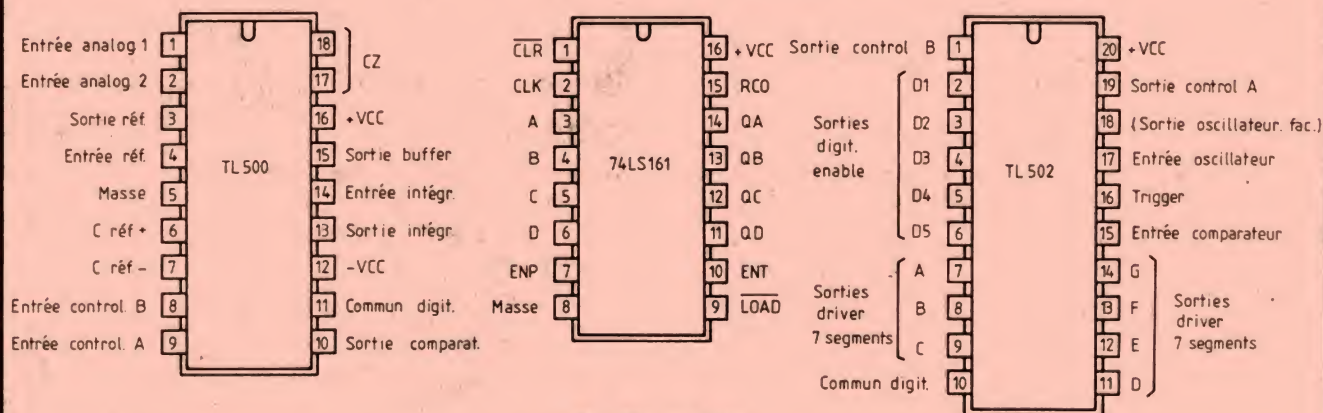 Entrée analog.1 1
Entrée analog. 2 2
Sortie réf. 3
Entrée réf. 4
Masse 5
C réf + 6
C réf - 7
Entrée control. B 8
Entrée control. A 9
TL500
18
17
CZ
16 +VCC
15 Sortie buffer
14 Entrée intégr.
13 Sortie intégr.
12 -VCC
11 Commun digit.
10 Sortie comparat.
CLR 1
CLK 2
A 3
B 4
C 5
D 6
ENP 7
Masse 8
74LS161
16 +VCC
15 RCO
14 QA
13 QB
12 QC
11 QD
10 ENT
9 LOAD
Sortie control B 1
D1 2
D2 3
D3 4
D4 5
D5 6
Sorties
digit.
enable
A 7
B 8
C 9
Sorties
driver
7 segments
Commun digit. 10
TL 502
20 +VCC
19 Sortie control A
18 (Sortie oscillateur. fac.)
17 Entrée oscillateur
16 Trigger
15 Entrée comparateur
14 G
13 F
12 E
11 D
Sorties
driver
7 segments